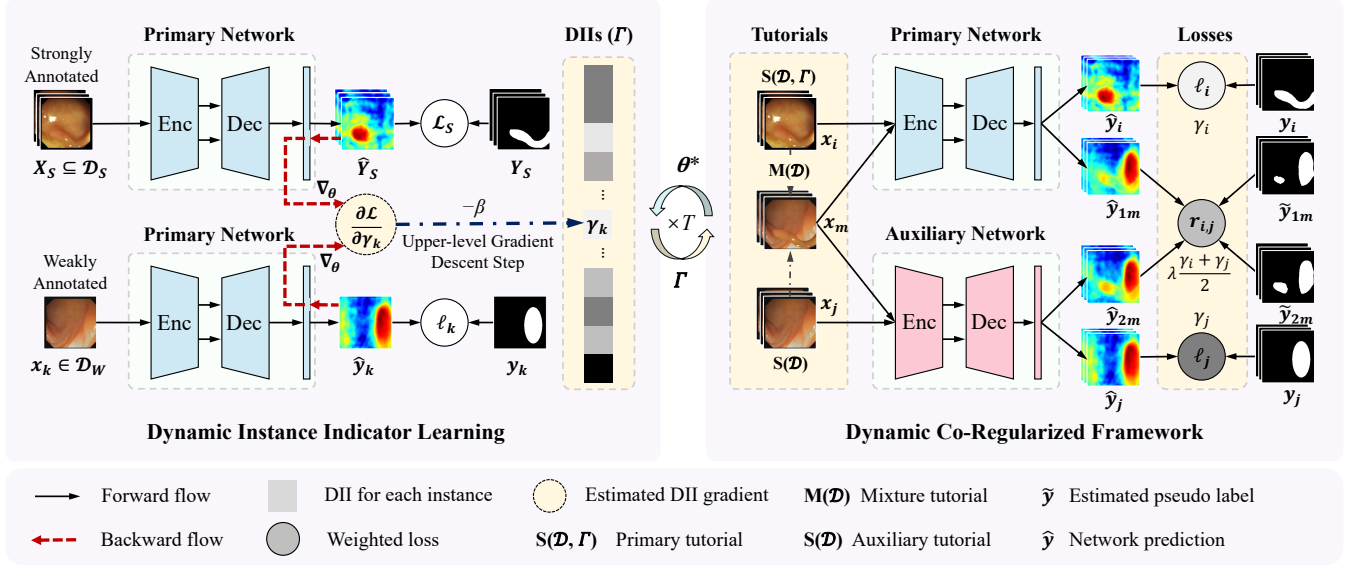 Primary Network
DIIs (Γ)
Strongly
Annotated
Enc
Dec
ℒ_S
X_S ⊆ 𝒟_S
Ŷ_S
Y_S
∇_θ
∂ℒ
∂γ_k
−β
Upper-level Gradient
Descent Step
⋮
γ_k
⋮
Primary Network
∇_θ
Weakly
Annotated
Enc
Dec
ℓ_k
x_k ∈ 𝒟_W
ŷ_k
y_k
Dynamic Instance Indicator Learning
θ*
×T
Γ
Tutorials
Primary Network
Losses
S(𝒟, Γ)
x_i
M(𝒟)
x_m
x_j
S(𝒟)
Enc
Dec
ŷ_i
ℓ_i
γ_i
y_i
ŷ_1m
r_i,j
ỹ_1m
Auxiliary Network
Enc
Dec
ŷ_2m
λ (γ_i + γ_j)
2
ỹ_2m
γ_j
ŷ_j
ℓ_j
y_j
Dynamic Co-Regularized Framework
Forward flow
DII for each instance
Estimated DII gradient
M(𝒟) Mixture tutorial
ỹ Estimated pseudo label
Backward flow
Weighted loss
S(𝒟, Γ) Primary tutorial
S(𝒟) Auxiliary tutorial
ŷ Network prediction